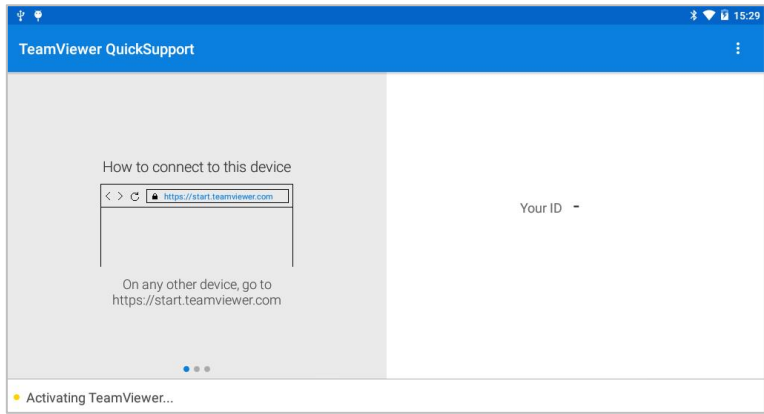 15:29
TeamViewer QuickSupport
How to connect to this device
https://start.teamviewer.com
On any other device, go to
https://start.teamviewer.com
Your ID -
Activating TeamViewer...